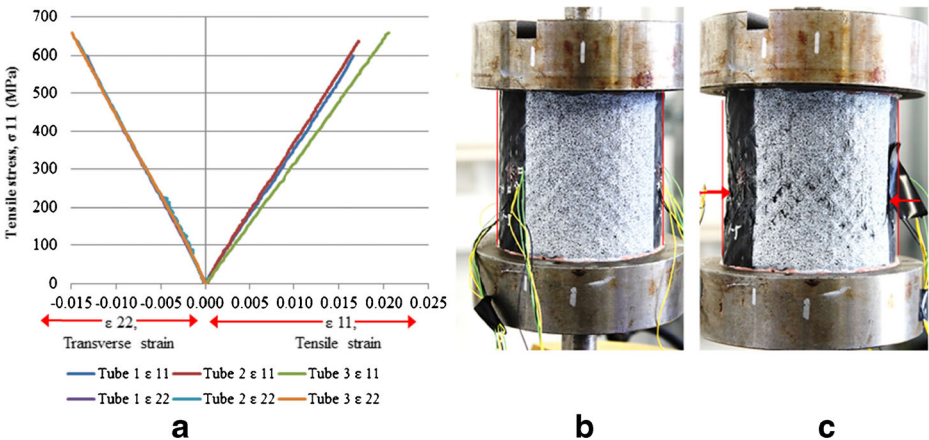 Tensile stress, σ 11 (MPa)
700
600
500
400
300
200
100
0
-0.015 -0.010 -0.005 0.000 0.005 0.010 0.015 0.020 0.025
ε 22, ε 11,
Transverse strain Tensile strain
Tube 1 ε 11 Tube 2 ε 11 Tube 3 ε 11
Tube 1 ε 22 Tube 2 ε 22 Tube 3 ε 22
a b c